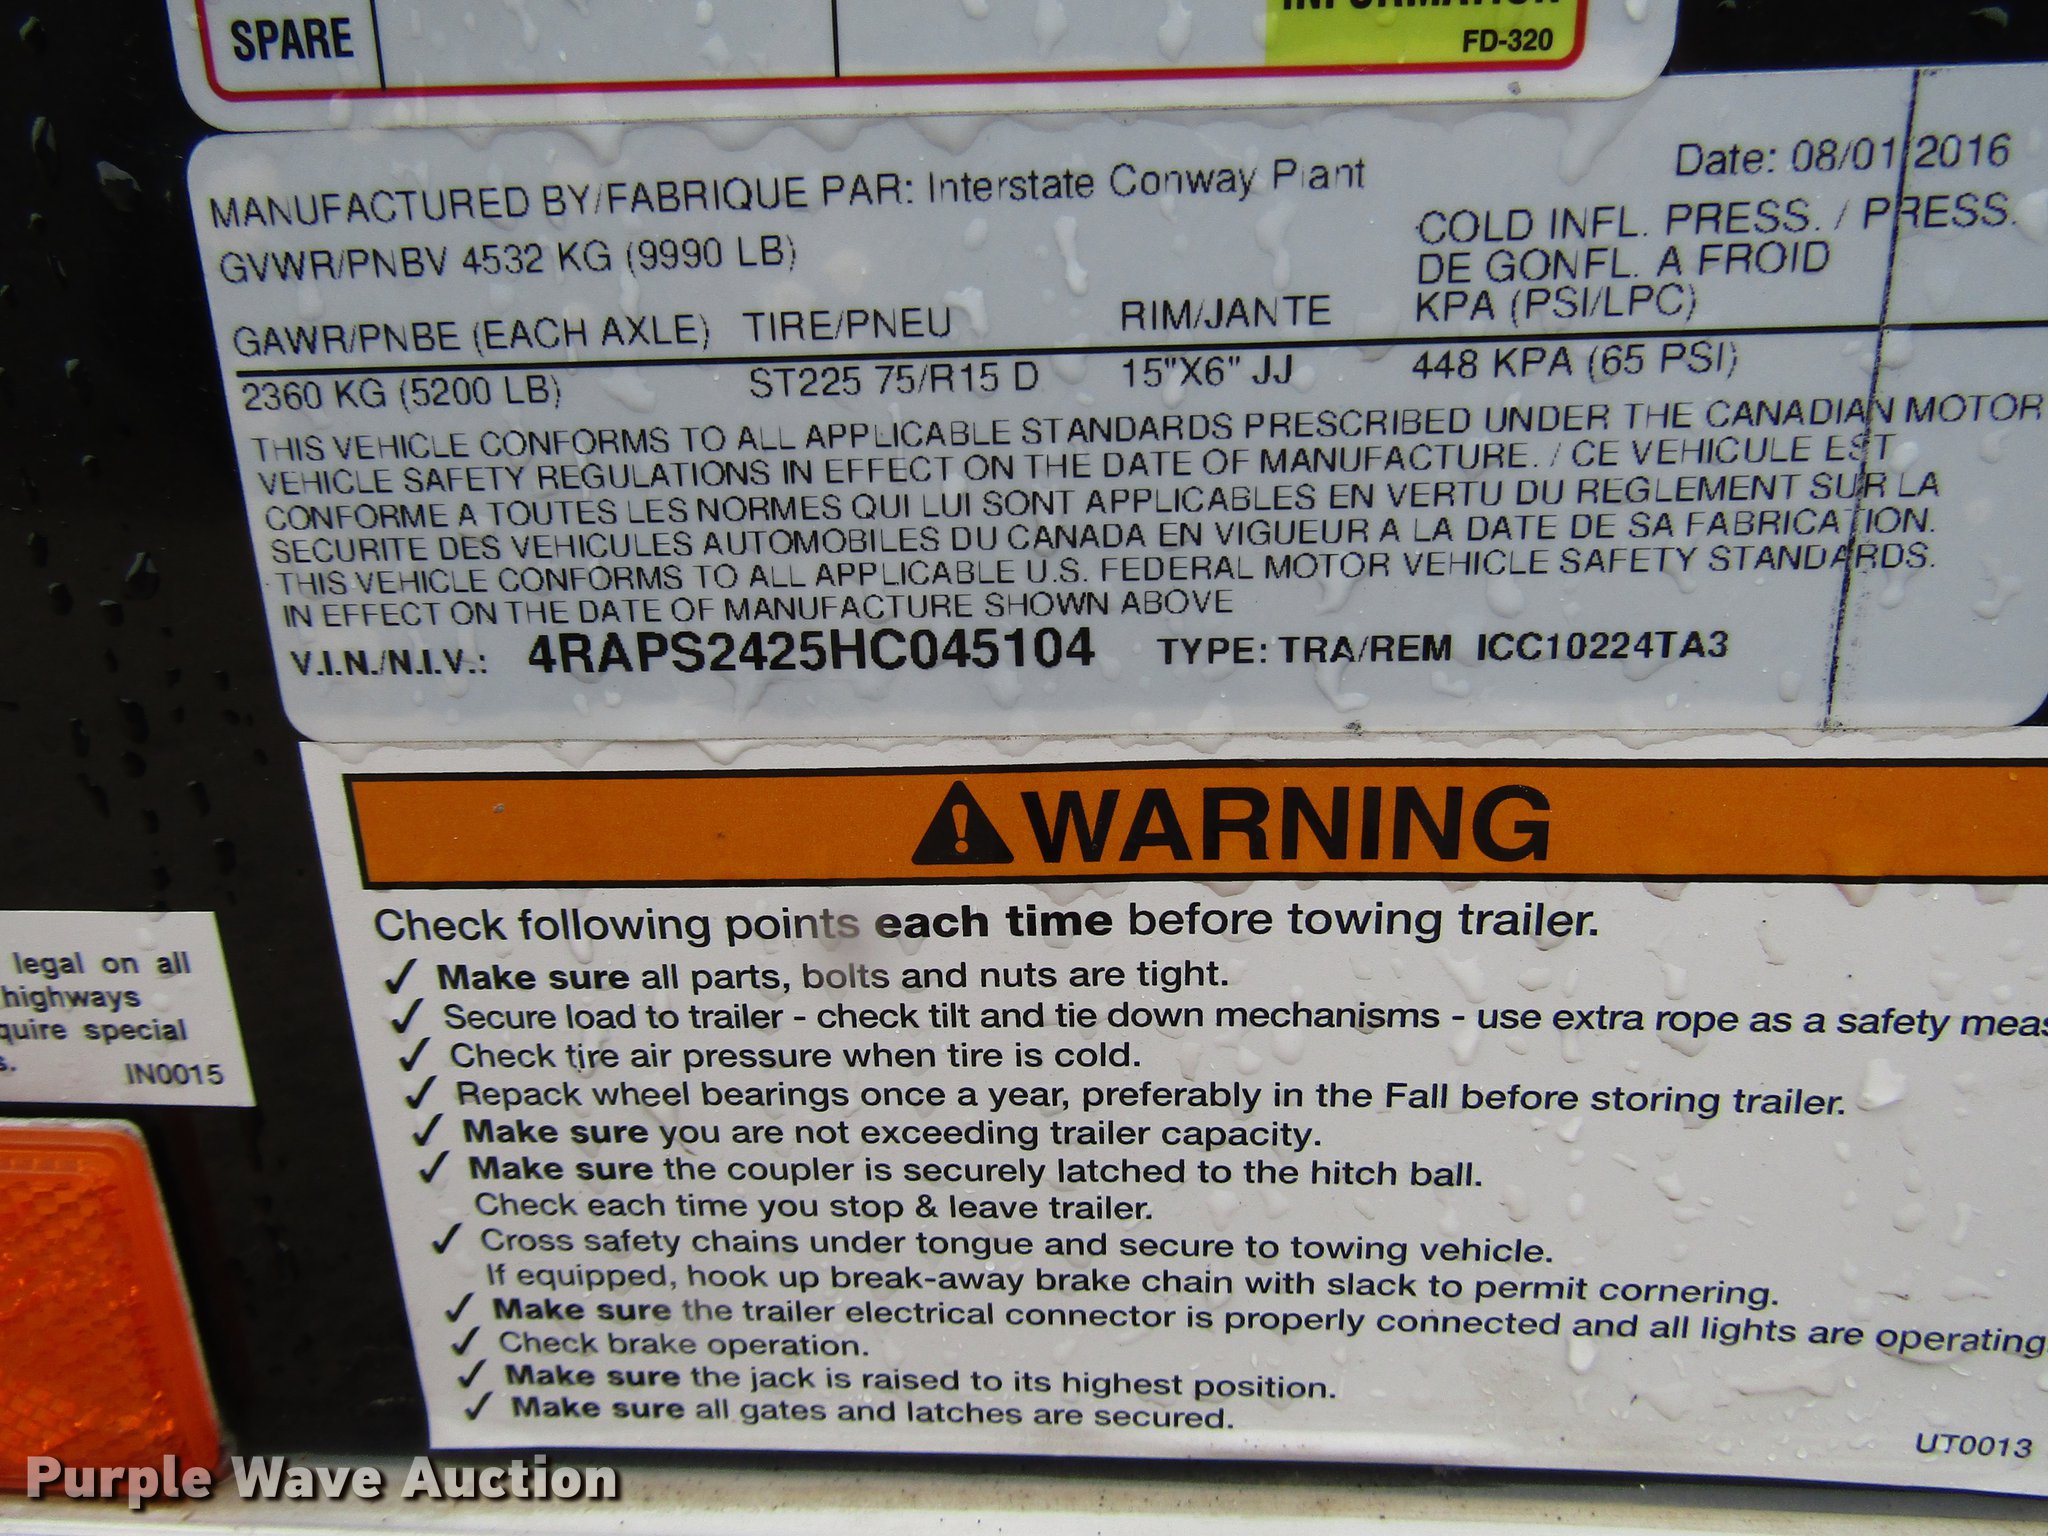 SPARE
INFORMATION
FD-320
Date: 08/01/2016
MANUFACTURED BY/FABRIQUE PAR: Interstate Conway Plant
GVWR/PNBV 4532 KG (9990 LB)
COLD INFL. PRESS. / PRESS.
DE GONFL. A FROID
KPA (PSI/LPC)
GAWR/PNBE (EACH AXLE) TIRE/PNEU RIM/JANTE
2360 KG (5200 LB) ST225 75/R15 D 15"X6" JJ 448 KPA (65 PSI)
THIS VEHICLE CONFORMS TO ALL APPLICABLE STANDARDS PRESCRIBED UNDER THE CANADIAN MOTOR
VEHICLE SAFETY REGULATIONS IN EFFECT ON THE DATE OF MANUFACTURE. / CE VEHICULE EST
CONFORME A TOUTES LES NORMES QUI LUI SONT APPLICABLES EN VERTU DU REGLEMENT SUR LA
SECURITE DES VEHICULES AUTOMOBILES DU CANADA EN VIGUEUR A LA DATE DE SA FABRICATION.
THIS VEHICLE CONFORMS TO ALL APPLICABLE U.S. FEDERAL MOTOR VEHICLE SAFETY STANDARDS.
IN EFFECT ON THE DATE OF MANUFACTURE SHOWN ABOVE
V.I.N./N.I.V.: 4RAPS2425HC045104 TYPE: TRA/REM ICC10224TA3
WARNING
Check following points each time before towing trailer.
✓ Make sure all parts, bolts and nuts are tight.
✓ Secure load to trailer - check tilt and tie down mechanisms - use extra rope as a safety meas
✓ Check tire air pressure when tire is cold.
✓ Repack wheel bearings once a year, preferably in the Fall before storing trailer.
✓ Make sure you are not exceeding trailer capacity.
✓ Make sure the coupler is securely latched to the hitch ball.
Check each time you stop & leave trailer.
✓ Cross safety chains under tongue and secure to towing vehicle.
If equipped, hook up break-away brake chain with slack to permit cornering.
✓ Make sure the trailer electrical connector is properly connected and all lights are operating.
✓ Check brake operation.
✓ Make sure the jack is raised to its highest position.
✓ Make sure all gates and latches are secured.
UT0013
legal on all
highways
quire special
s. IN0015
Purple Wave Auction